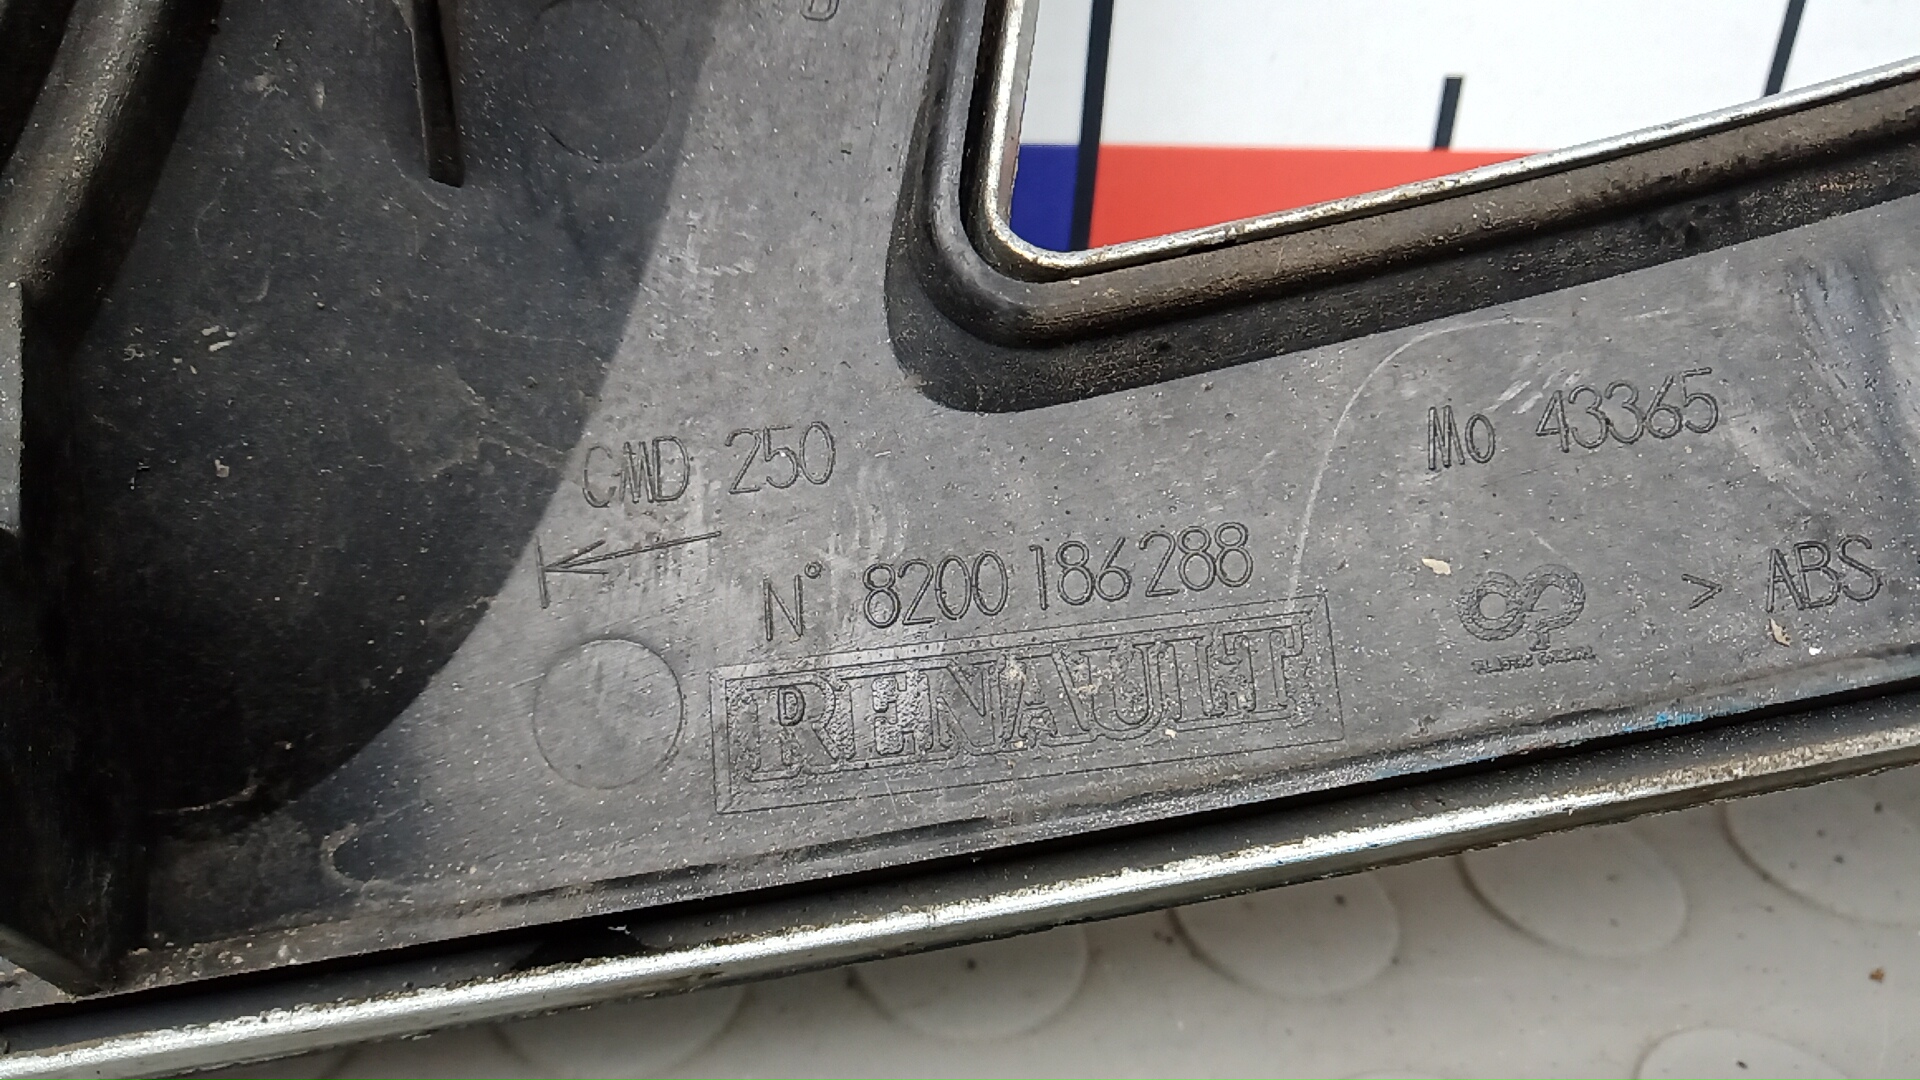 Mo 43365
CMD 250
N° 8200186288
> ABS
RENAULT